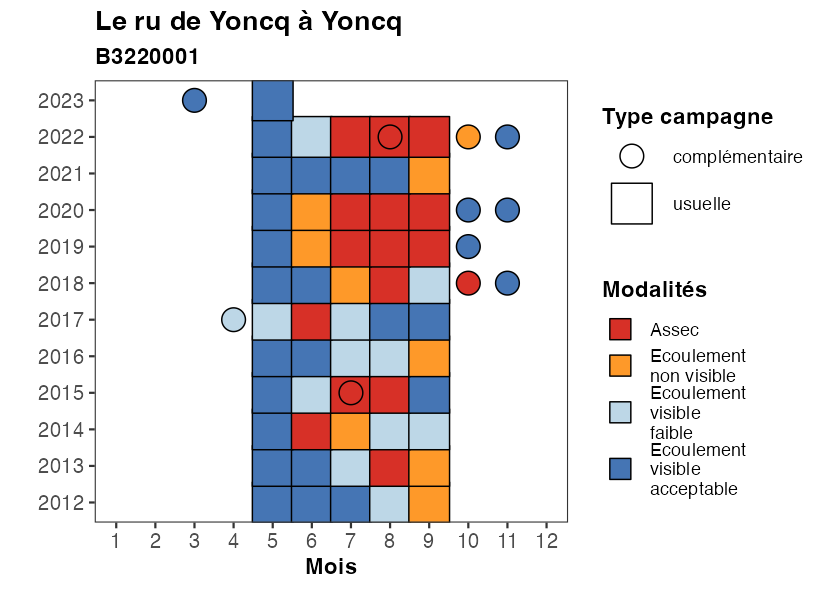 Le ru de Yoncq à Yoncq
B3220001
2023
2022
2021
2020
2019
2018
2017
2016
2015
2014
2013
2012
1 2 3 4 5 6 7 8 9 10 11 12
Mois
Type campagne
complémentaire
usuelle
Modalités
Assec
Ecoulement
non visible
Ecoulement
visible
faible
Ecoulement
visible
acceptable